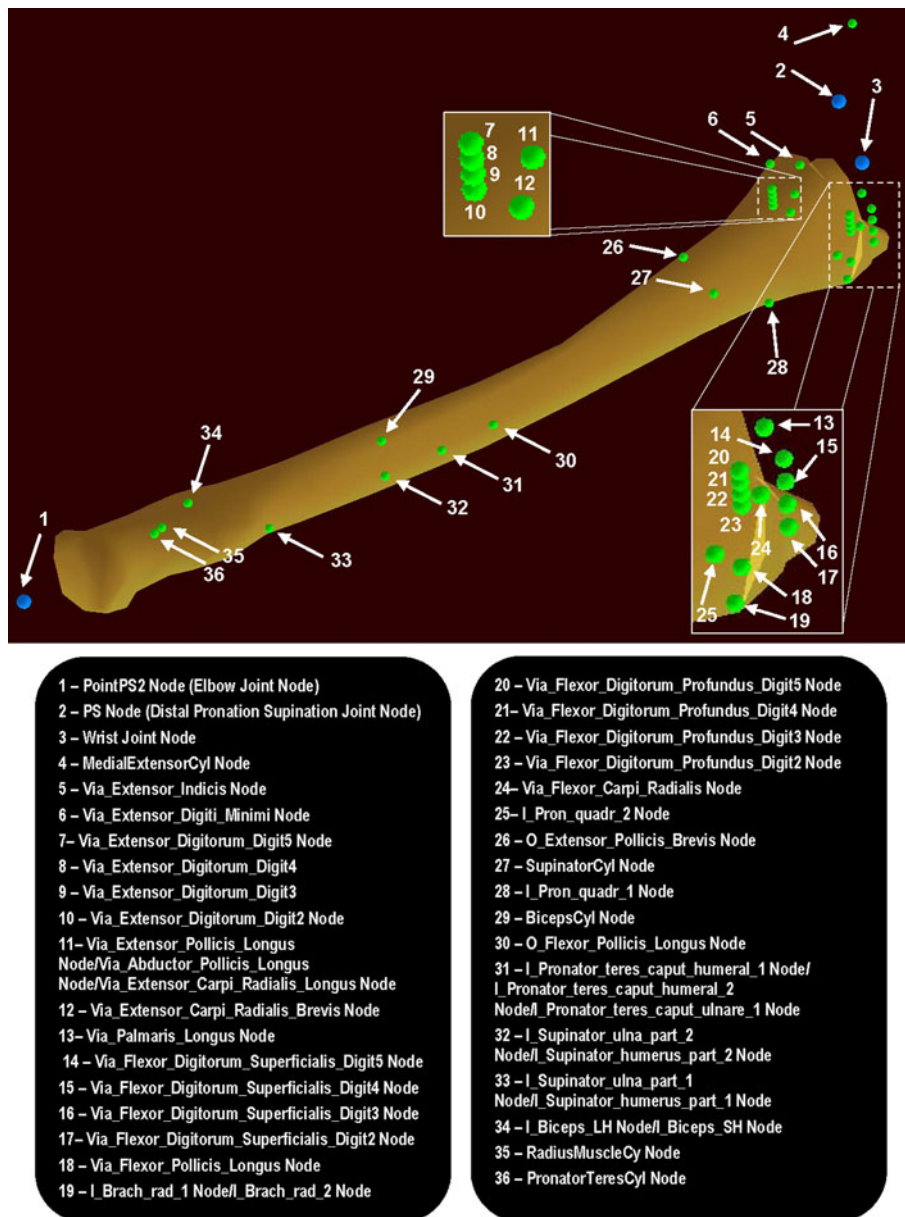 4
2
3
6
5
7
8
9
10
11
12
26
27
28
29
30
31
32
33
34
35
36
1
13
14
15
20
21
22
23
24
16
17
18
19
25
1 – PointPS2 Node (Elbow Joint Node)
2 – PS Node (Distal Pronation Supination Joint Node)
3 – Wrist Joint Node
4 – MedialExtensorCyl Node
5 – Via_Extensor_Indicis Node
6 – Via_Extensor_Digiti_Minimi Node
7– Via_Extensor_Digitorum_Digit5 Node
8 – Via_Extensor_Digitorum_Digit4
9 – Via_Extensor_Digitorum_Digit3
10 – Via_Extensor_Digitorum_Digit2 Node
11– Via_Extensor_Pollicis_Longus
Node/Via_Abductor_Pollicis_Longus
Node/Via_Extensor_Carpi_Radialis_Longus Node
12 – Via_Extensor_Carpi_Radialis_Brevis Node
13– Via_Palmaris_Longus Node
14 – Via_Flexor_Digitorum_Superficialis_Digit5 Node
15 – Via_Flexor_Digitorum_Superficialis_Digit4 Node
16 – Via_Flexor_Digitorum_Superficialis_Digit3 Node
17– Via_Flexor_Digitorum_Superficialis_Digit2 Node
18 – Via_Flexor_Pollicis_Longus Node
19 – I_Brach_rad_1 Node/I_Brach_rad_2 Node
20 – Via_Flexor_Digitorum_Profundus_Digit5 Node
21– Via_Flexor_Digitorum_Profundus_Digit4 Node
22 – Via_Flexor_Digitorum_Profundus_Digit3 Node
23 – Via_Flexor_Digitorum_Profundus_Digit2 Node
24– Via_Flexor_Carpi_Radialis Node
25– I_Pron_quadr_2 Node
26 – O_Extensor_Pollicis_Brevis Node
27 – SupinatorCyl Node
28 – I_Pron_quadr_1 Node
29 – BicepsCyl Node
30 – O_Flexor_Pollicis_Longus Node
31 – I_Pronator_teres_caput_humeral_1 Node/
I_Pronator_teres_caput_humeral_2
Node/I_Pronator_teres_caput_ulnare_1 Node
32 – I_Supinator_ulna_part_2
Node/I_Supinator_humerus_part_2 Node
33 – I_Supinator_ulna_part_1
Node/I_Supinator_humerus_part_1 Node
34 – I_Biceps_LH Node/I_Biceps_SH Node
35 – RadiusMuscleCy Node
36 – PronatorTeresCyl Node